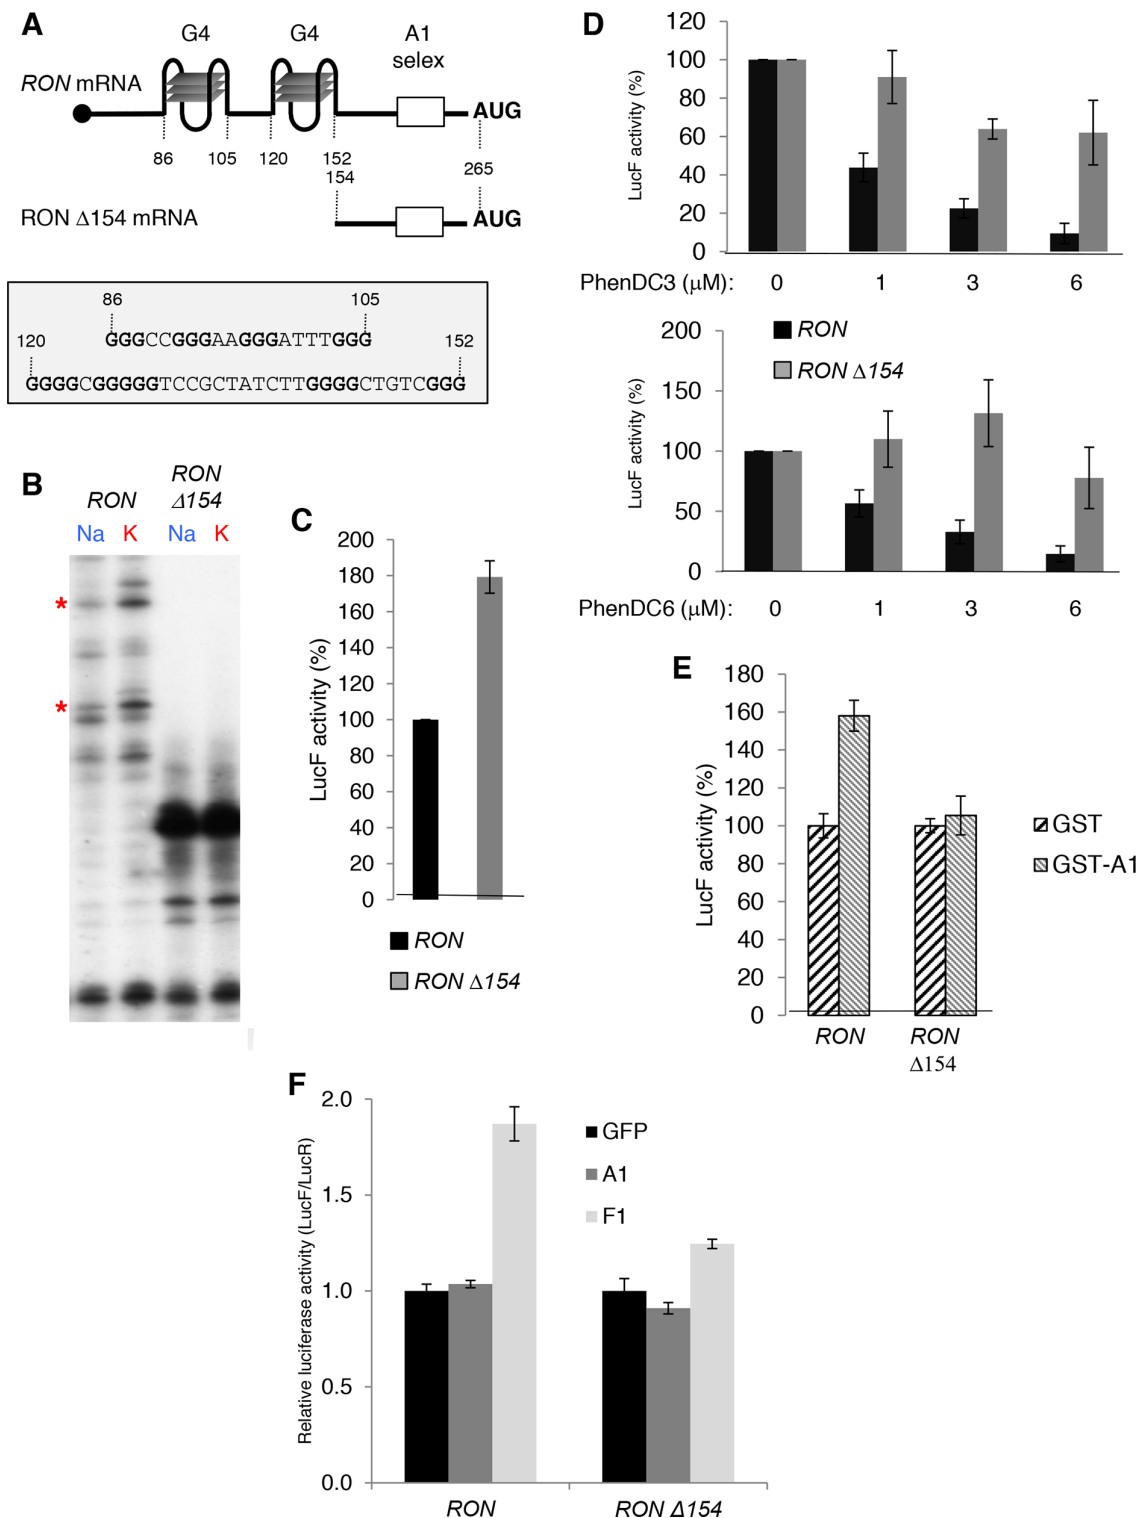 A
G4 G4 A1
selex
RON mRNA
AUG
86 105 120 152
154
265
RON Δ154 mRNA
AUG
86 105
GGGCCGGGAAGGGATTTGGG
120 152
GGGGCGGGGGTCCGCTATCTTGGGGCTGTCGGG
B
RON RON
Δ154
Na K Na K
*
*
C
LucF activity (%)
200
180
160
140
120
100
80
60
40
20
0
RON
RON Δ154
D
LucF activity (%)
120
100
80
60
40
20
0
PhenDC3 (μM): 0 1 3 6
LucF activity (%)
200
150
100
50
0
RON
RON Δ154
PhenDC6 (μM): 0 1 3 6
E
LucF activity (%)
180
160
140
120
100
80
60
40
20
0
RON RON
Δ154
GST
GST-A1
F
Relative luciferase activity (LucF/LucR)
2.0
1.5
1.0
0.5
0.0
GFP
A1
F1
RON RON Δ154